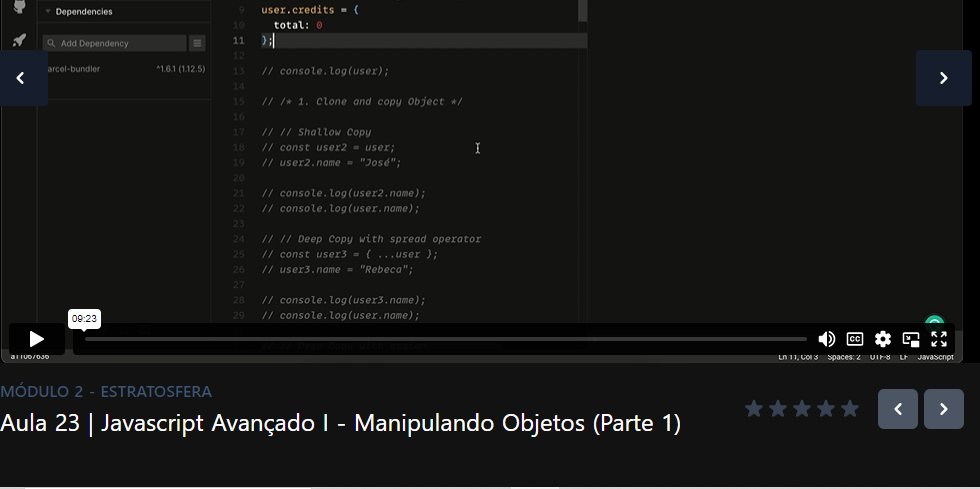 Dependencies
Add Dependency
arcel-bundler ^1.6.1 (1.12.5)
9 user.credits = {
10 total: 0
11 };
12
13 // console.log(user);
14
15 // /* 1. Clone and copy Object */
16
17 // // Shallow Copy
18 // const user2 = user;
19 // user2.name = "José";
20
21 // console.log(user2.name);
22 // console.log(user.name);
23
24 // // Deep Copy with spread operator
25 // const user3 = { ...user };
26 // user3.name = "Rebeca";
27
28 // console.log(user3.name);
29 // console.log(user.name);
09:23
CC
a11067636 Ln 11, Col 3 Spaces: 2 UTF-8 LF JavaScript
MÓDULO 2 - ESTRATOSFERA
Aula 23 | Javascript Avançado I - Manipulando Objetos (Parte 1)